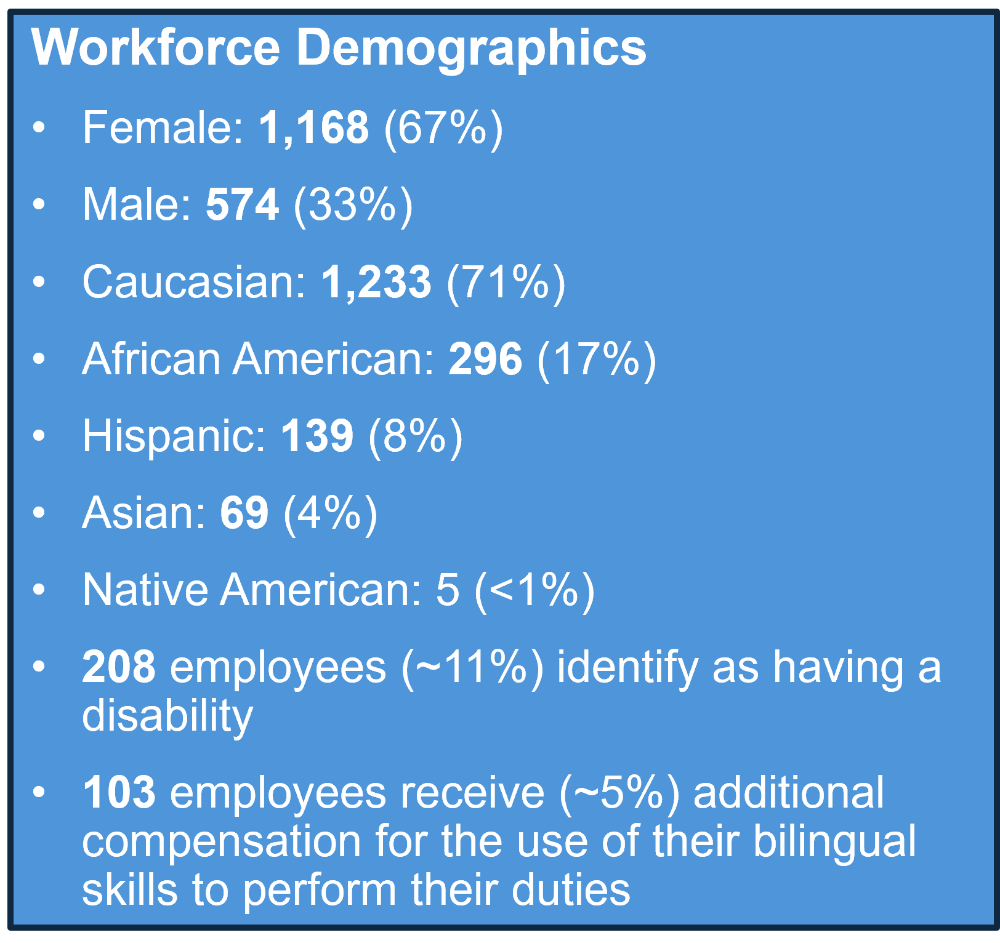 Workforce Demographics
• Female: 1,168 (67%)
• Male: 574 (33%)
• Caucasian: 1,233 (71%)
• African American: 296 (17%)
• Hispanic: 139 (8%)
• Asian: 69 (4%)
• Native American: 5 (<1%)
• 208 employees (~11%) identify as having a
disability
• 103 employees receive (~5%) additional
compensation for the use of their bilingual
skills to perform their duties